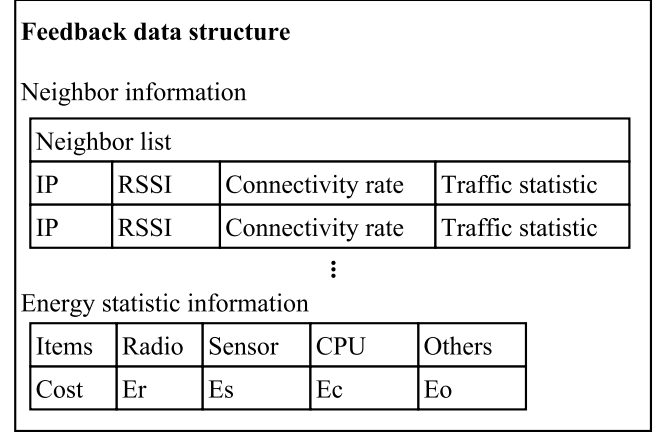 Feedback data structure
Neighbor information
Neighbor list
IP RSSI Connectivity rate Traffic statistic
IP RSSI Connectivity rate Traffic statistic
⋮
Energy statistic information
Items Radio Sensor CPU Others
Cost Er Es Ec Eo